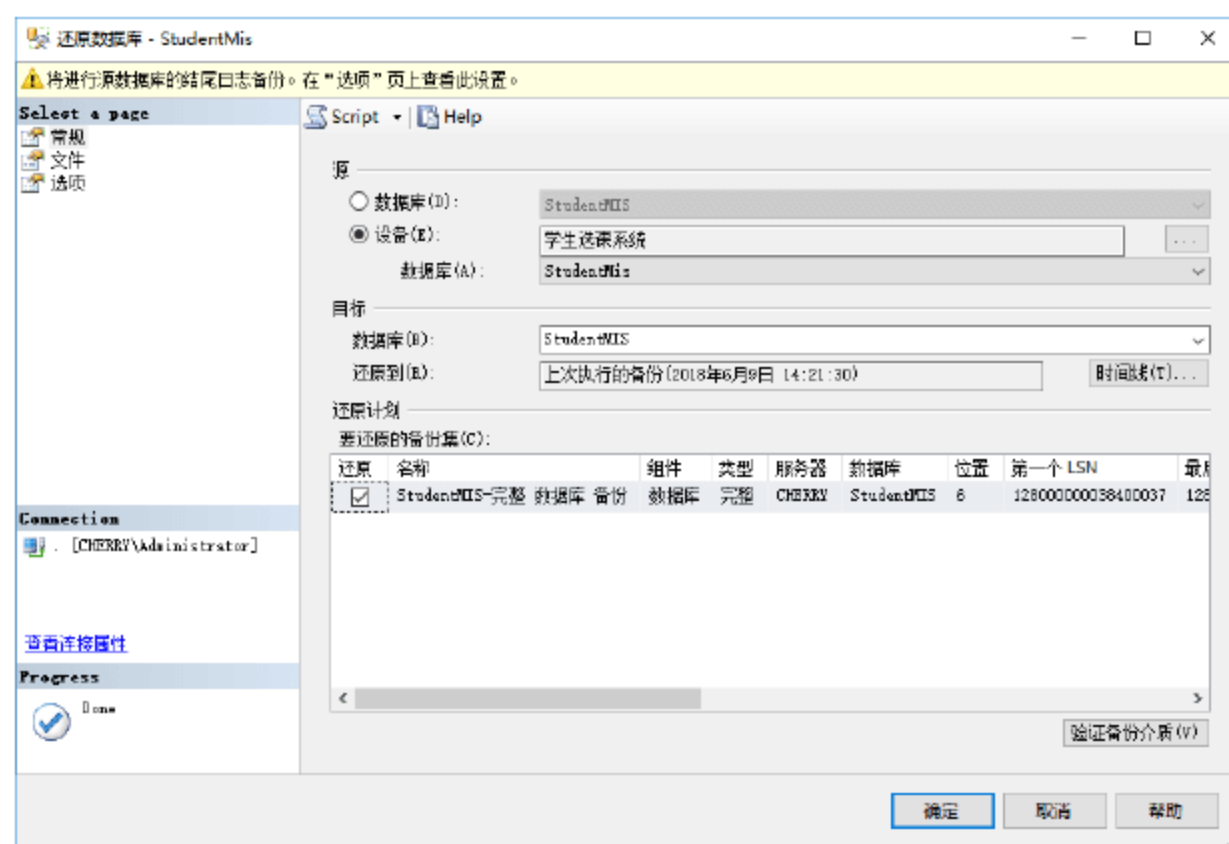 还原数据库 - StudentMis
将进行源数据库的结尾日志备份。在"选项"页上查看此设置。
Select a page
常规
文件
选项
Script
Help
源
数据库(D):
StudentMIS
设备(E):
学生选课系统
...
数据库(A):
StudentMis
目标
数据库(B):
StudentMIS
还原到(R):
上次执行的备份(2018年6月9日 14:21:30)
时间线(T)...
还原计划
要还原的备份集(C):
还原 名称 组件 类型 服务器 数据库 位置 第一个 LSN 最后
StudentMIS-完整 数据库 备份 数据库 完整 CHERRY StudentMIS 6 128000000038400037 128
Connection
. [CHERRY\Administrator]
查看连接属性
Progress
Done
验证备份介质(V)
确定 取消 帮助